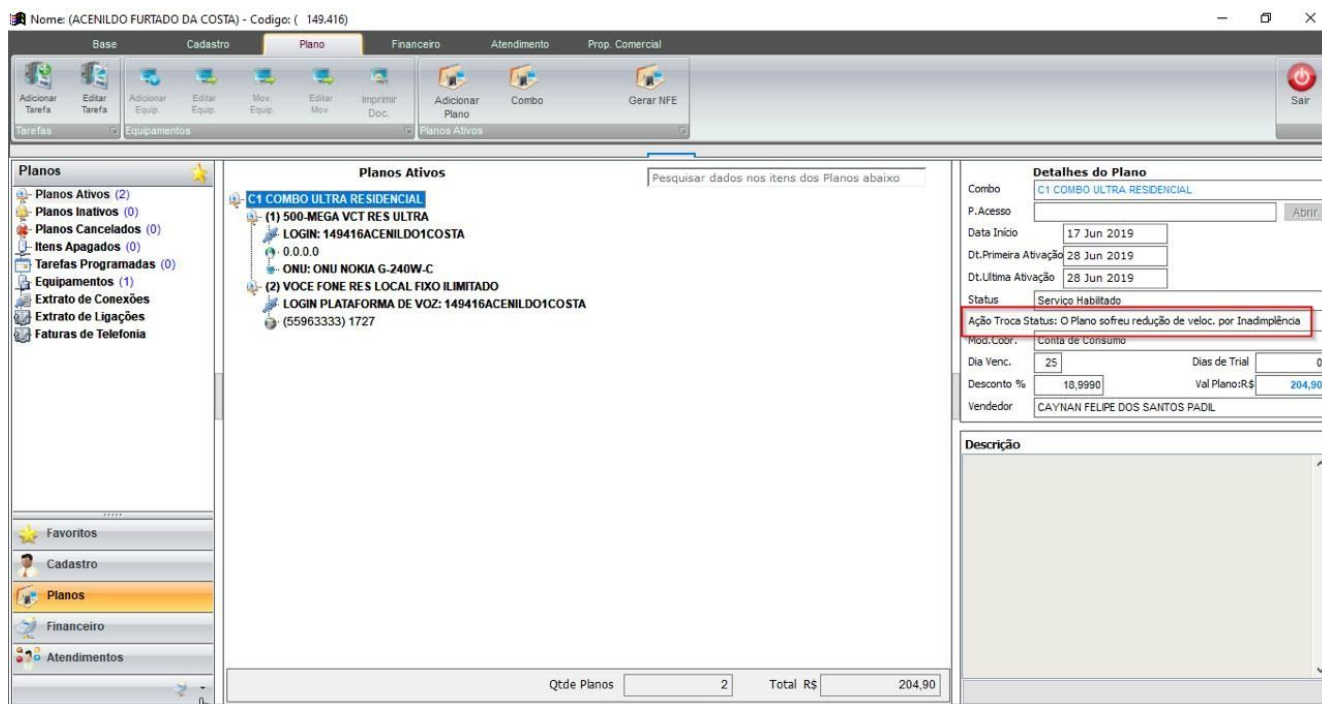 Nome: (ACENILDO FURTADO DA COSTA) - Codigo: ( 149.416)
Base Cadastro Plano Financeiro Atendimento Prop. Comercial
Adicionar Tarefa
Editar Tarefa
Adicionar Equip.
Editar Equip.
Mov. Equip.
Editar Mov.
Imprimir Doc.
Adicionar Plano
Combo
Gerar NFE
Sair
Tarefas Equipamentos Planos Ativos
Planos
Planos Ativos (2)
Planos Inativos (0)
Planos Cancelados (0)
Itens Apagados (0)
Tarefas Programadas (0)
Equipamentos (1)
Extrato de Conexões
Extrato de Ligações
Faturas de Telefonia
Favoritos
Cadastro
Planos
Financeiro
Atendimentos
Planos Ativos
Pesquisar dados nos itens dos Planos abaixo
C1 COMBO ULTRA RESIDENCIAL
(1) 500-MEGA VCT RES ULTRA
LOGIN: 149416ACENILDO1COSTA
0.0.0.0
ONU: ONU NOKIA G-240W-C
(2) VOCE FONE RES LOCAL FIXO ILIMITADO
LOGIN PLATAFORMA DE VOZ: 149416ACENILDO1COSTA
(55963333) 1727
Qtde Planos 2 Total R$ 204,90
Detalhes do Plano
Combo C1 COMBO ULTRA RESIDENCIAL
P.Acesso Abrir
Data Início 17 Jun 2019
Dt.Primeira Ativação 28 Jun 2019
Dt.Ultima Ativação 28 Jun 2019
Status Serviço Habilitado
Ação Troca Status: O Plano sofreu redução de veloc. por Inadimplência
Mod.Cobr. Conta de Consumo
Dia Venc. 25 Dias de Trial 0
Desconto % 18,9990 Val Plano:R$ 204,90
Vendedor CAYNAN FELIPE DOS SANTOS PADIL
Descrição